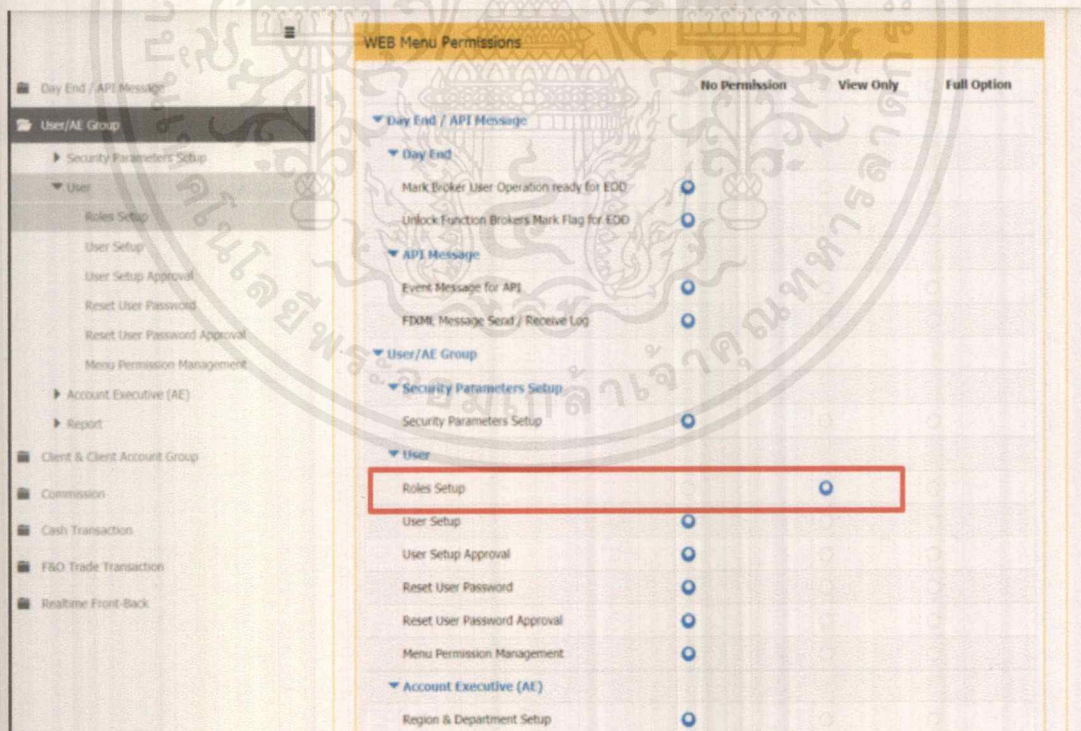 Day End / API Message
User/AE Group
Security Parameters Setup
User
Roles Setup
User Setup
User Setup Approval
Reset User Password
Reset User Password Approval
Menu Permission Management
Account Executive (AE)
Report
Client & Client Account Group
Commission
Cash Transaction
F&O Trade Transaction
Realtime Front-Back
WEB Menu Permissions
No Permission View Only Full Option
Day End / API Message
Day End
Mark Broker User Operation ready for EOD
Unlock Function Brokers Mark Flag for EOD
API Message
Event Message for API
FIXML Message Send / Receive Log
User/AE Group
Security Parameters Setup
Security Parameters Setup
User
Roles Setup
User Setup
User Setup Approval
Reset User Password
Reset User Password Approval
Menu Permission Management
Account Executive (AE)
Region & Department Setup